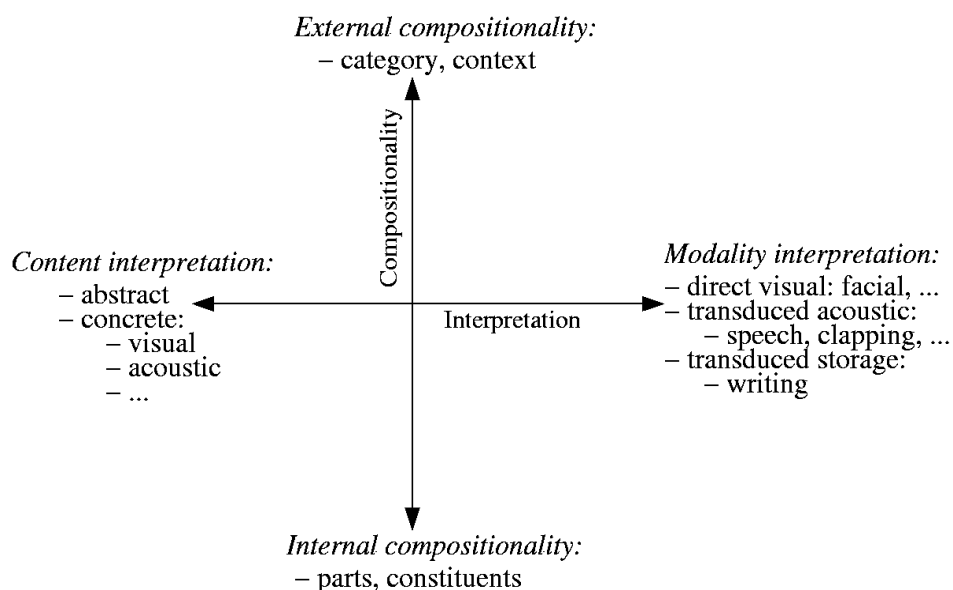 External compositionality:
– category, context
Compositionality
Content interpretation:
– abstract
– concrete:
– visual
– acoustic
– ...
Interpretation
Modality interpretation:
– direct visual: facial, ...
– transduced acoustic:
– speech, clapping, ...
– transduced storage:
– writing
Internal compositionality:
– parts, constituents